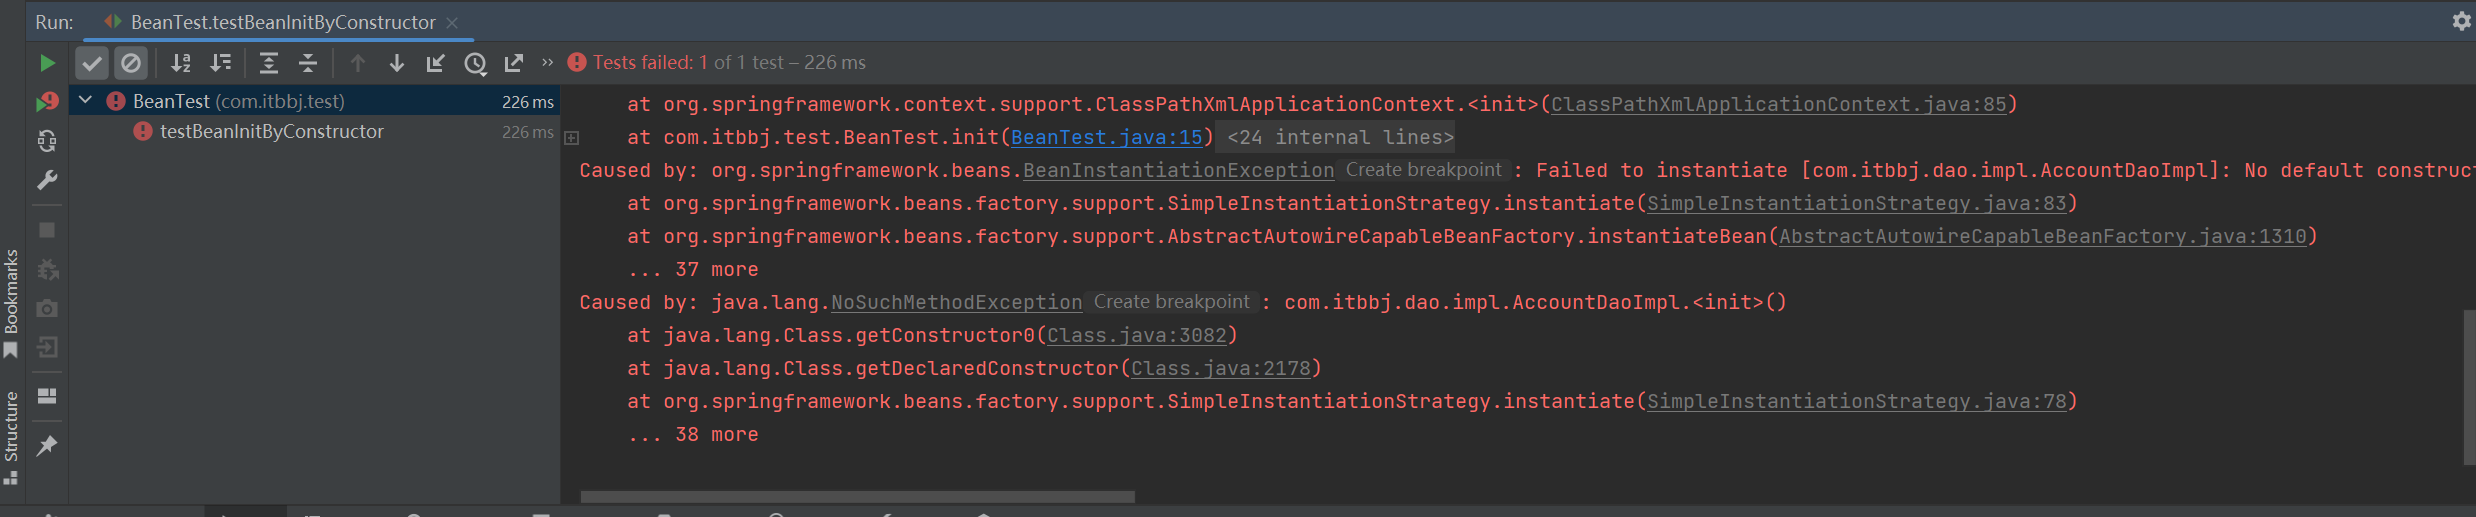 Run: BeanTest.testBeanInitByConstructor
Tests failed: 1 of 1 test – 226 ms
BeanTest (com.itbbj.test) 226 ms
testBeanInitByConstructor 226 ms
at org.springframework.context.support.ClassPathXmlApplicationContext.<init>(ClassPathXmlApplicationContext.java:85)
at com.itbbj.test.BeanTest.init(BeanTest.java:15) <24 internal lines>
Caused by: org.springframework.beans.BeanInstantiationException Create breakpoint : Failed to instantiate [com.itbbj.dao.impl.AccountDaoImpl]: No default construct
at org.springframework.beans.factory.support.SimpleInstantiationStrategy.instantiate(SimpleInstantiationStrategy.java:83)
at org.springframework.beans.factory.support.AbstractAutowireCapableBeanFactory.instantiateBean(AbstractAutowireCapableBeanFactory.java:1310)
... 37 more
Caused by: java.lang.NoSuchMethodException Create breakpoint : com.itbbj.dao.impl.AccountDaoImpl.<init>()
at java.lang.Class.getConstructor0(Class.java:3082)
at java.lang.Class.getDeclaredConstructor(Class.java:2178)
at org.springframework.beans.factory.support.SimpleInstantiationStrategy.instantiate(SimpleInstantiationStrategy.java:78)
... 38 more
Bookmarks
Structure